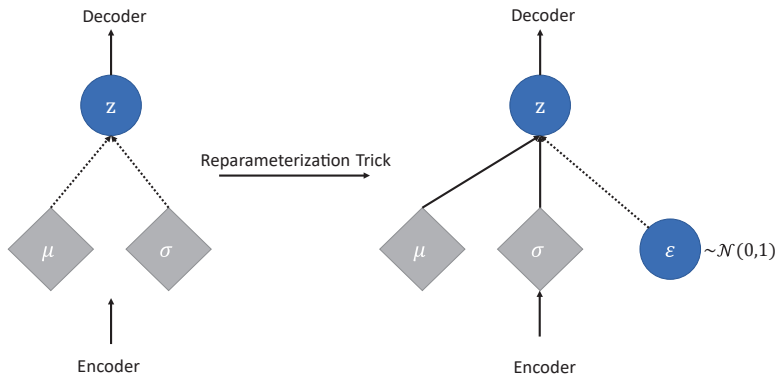 Decoder
z
μ
σ
Encoder
Reparameterization Trick
Decoder
z
μ
σ
ε
~𝒩(0,1)
Encoder